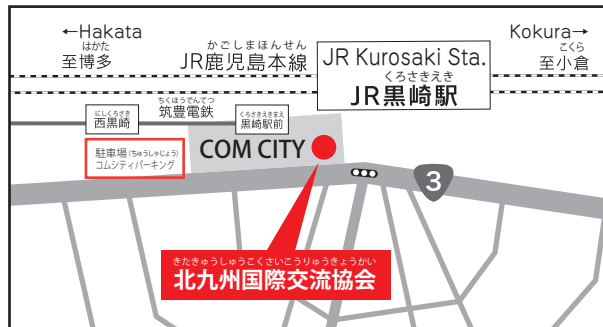 ←Hakata
はかた
至博多
かごしまほんせん
JR鹿児島本線
JR Kurosaki Sta.
くろさきえき
JR黒崎駅
Kokura→
こくら
至小倉
にしくろさき
西黒崎
ちくほうでんてつ
筑豊電鉄
くろさきえきまえ
黒崎駅前
駐車場(ちゅうしゃじょう)
コムシティパーキング
COM CITY
3
きたきゅうしゅうこくさいこうりゅうきょうかい
北九州国際交流協会